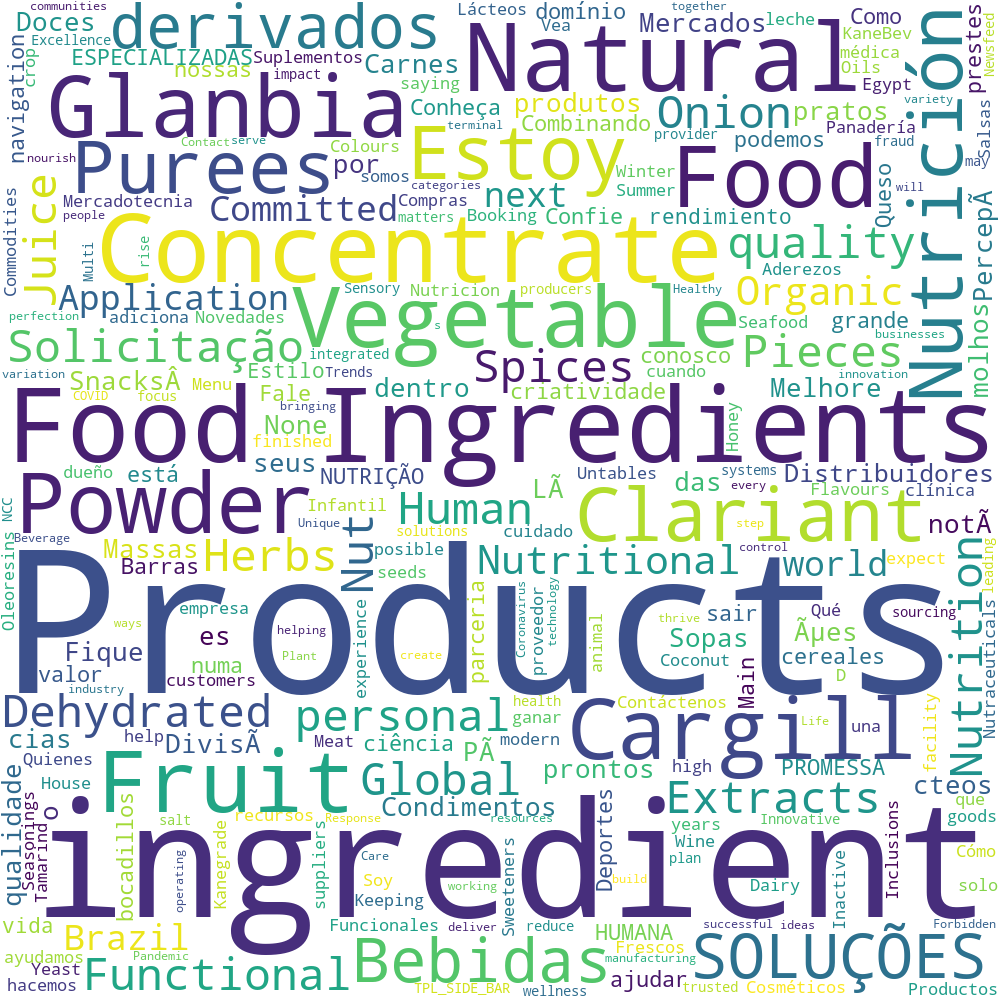 communities
Doces
derivados
Natural
Lácteos
domínio
Vea
Mercados
together
leche
Como
KaneBev
prestes
Newsfeed
Excellence
ESPECIALIZADAS
Suplementos
Carnes
nossas
impact
saying
médica
Oils
navigation
crop
Glanbia
Conheça
produtos
Combinando
Onion
pratos
Egypt
variety
Panadería
Salsas
nourish
Purees
Contact
serve
Colours
terminal
Estoy
provider
podemos
fraud
Food
Nutrición
may
por
somos
categories
Winter
Summer
Queso
will
Juice
Commodities
Mercadotecnia
people
Committed
Compras
matters
next
Booking
Confie
rendimiento
PercepÃ
molhos
Multi
rise
Concentrate
quality
Aderezos
Application
Sensory
Nutricion
producers
Healthy
Organic
perfection
adiciona
Novedades
Vegetable
s
Seafood
grande
businesses
Solicitação
integrated
Trends
Estilo
Spices
conosco
cuando
Pieces
innovation
variation
SnacksÂ
Menu
Fale
dentro
criatividade
Melhore
COVID
focus
bringing
None
finished
Honey
Food Ingredients
dueño
está
seus
NUTRIÇÃO
Untables
systems
Distribuidores
every
das
LÃ
Flavours
clínica
NCC
Oleoresins
Powder
Infantil
Human
Clariant
notÃ
Unique
solutions
cuidado
step
Beverage
Massas
Barras
Herbs
Nut
posible
Nutritional
control
world
expect
leading
seeds
Products
empresa
es
ways
Fique
numa
valor
helping
Plant
customers
industry
experience
create
parceria
Coronavirus
proveedor
technology
animal
thrive
sair
Sopas
Coconut
Qué
Ãµes
sourcing
cereales
D
Nutraceuticals
Nutrition
Main
Dehydrated
personal
health
ganar
Contáctenos
Life
una
facility
cias
help
DivisÃ
Meat
ciência
PÃ
modern
Cargill
Quienes
high
House
Fruit
Global
prontos
PROMESSA
cteos
qualidade
Condimentos
Extracts
que
goods
O
Seasonings
Tamarind
bocadillos
salt
Kanegrade
recursos
Response
resources
suppliers
years
Wine
plan
Innovative
Inclusions
Cómo
solo
operating
ingredient
Care
Soy
Keeping
working
Sweeteners
Deportes
build
Dairy
Inactive
vida
ayudamos
Brazil
Pandemic
Funcionales
deliver
reduce
HUMANA
Frescos
manufacturing
successful
ideas
Forbidden
Yeast
hacemos
Functional
Bebidas
TPL_SIDE_BAR
wellness
ajudar
trusted
Cosméticos
SOLUÇÕES
Productos